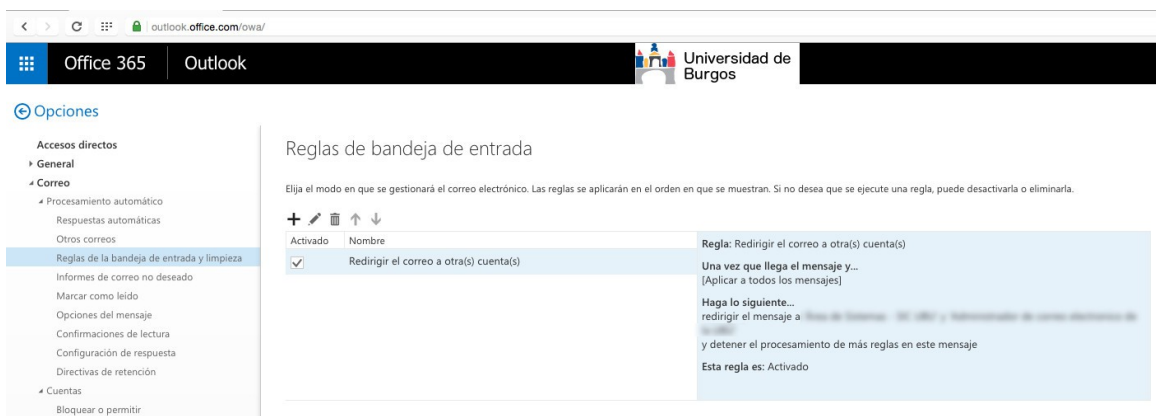 outlook.office.com/owa/
Office 365
Outlook
Universidad de
Burgos
Opciones
Accesos directos
General
Correo
Procesamiento automático
Respuestas automáticas
Otros correos
Reglas de la bandeja de entrada y limpieza
Informes de correo no deseado
Marcar como leído
Opciones del mensaje
Confirmaciones de lectura
Configuración de respuesta
Directivas de retención
Cuentas
Bloquear o permitir
Reglas de bandeja de entrada
Elija el modo en que se gestionará el correo electrónico. Las reglas se aplicarán en el orden en que se muestran. Si no desea que se ejecute una regla, puede desactivarla o eliminarla.
Activado Nombre
Redirigir el correo a otra(s) cuenta(s)
Regla: Redirigir el correo a otra(s) cuenta(s)
Una vez que llega el mensaje y...
[Aplicar a todos los mensajes]
Haga lo siguiente...
redirigir el mensaje a
y detener el procesamiento de más reglas en este mensaje
Esta regla es: Activado